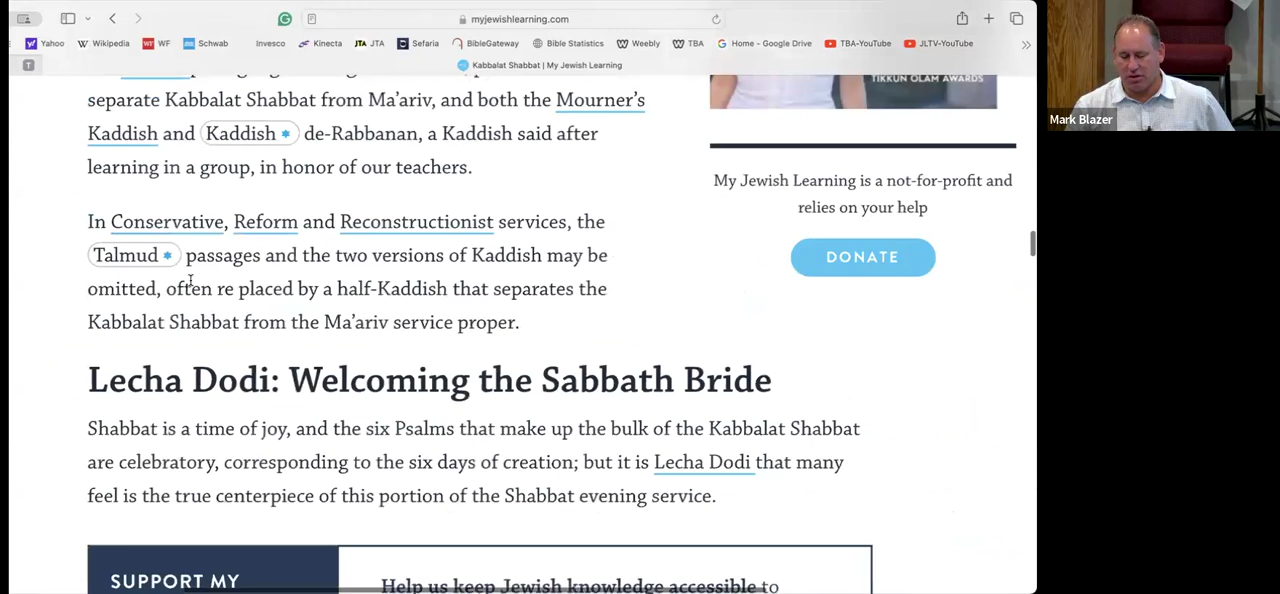 myjewishlearning.com
Yahoo Wikipedia WF Schwab Invesco Kinecta JTA Sefaria BibleGateway Bible Statistics Weebly TBA Home - Google Drive TBA-YouTube JLTV-YouTube
T Kabbalat Shabbat | My Jewish Learning
separate Kabbalat Shabbat from Ma’ariv, and both the Mourner’s
Kaddish and Kaddish de-Rabbanan, a Kaddish said after
learning in a group, in honor of our teachers.
In Conservative, Reform and Reconstructionist services, the
Talmud passages and the two versions of Kaddish may be
omitted, often re placed by a half-Kaddish that separates the
Kabbalat Shabbat from the Ma’ariv service proper.
Lecha Dodi: Welcoming the Sabbath Bride
Shabbat is a time of joy, and the six Psalms that make up the bulk of the Kabbalat Shabbat
are celebratory, corresponding to the six days of creation; but it is Lecha Dodi that many
feel is the true centerpiece of this portion of the Shabbat evening service.
SUPPORT MY
Help us keep Jewish knowledge accessible to
TIKKUN OLAM AWARDS
My Jewish Learning is a not-for-profit and
relies on your help
DONATE
Mark Blazer